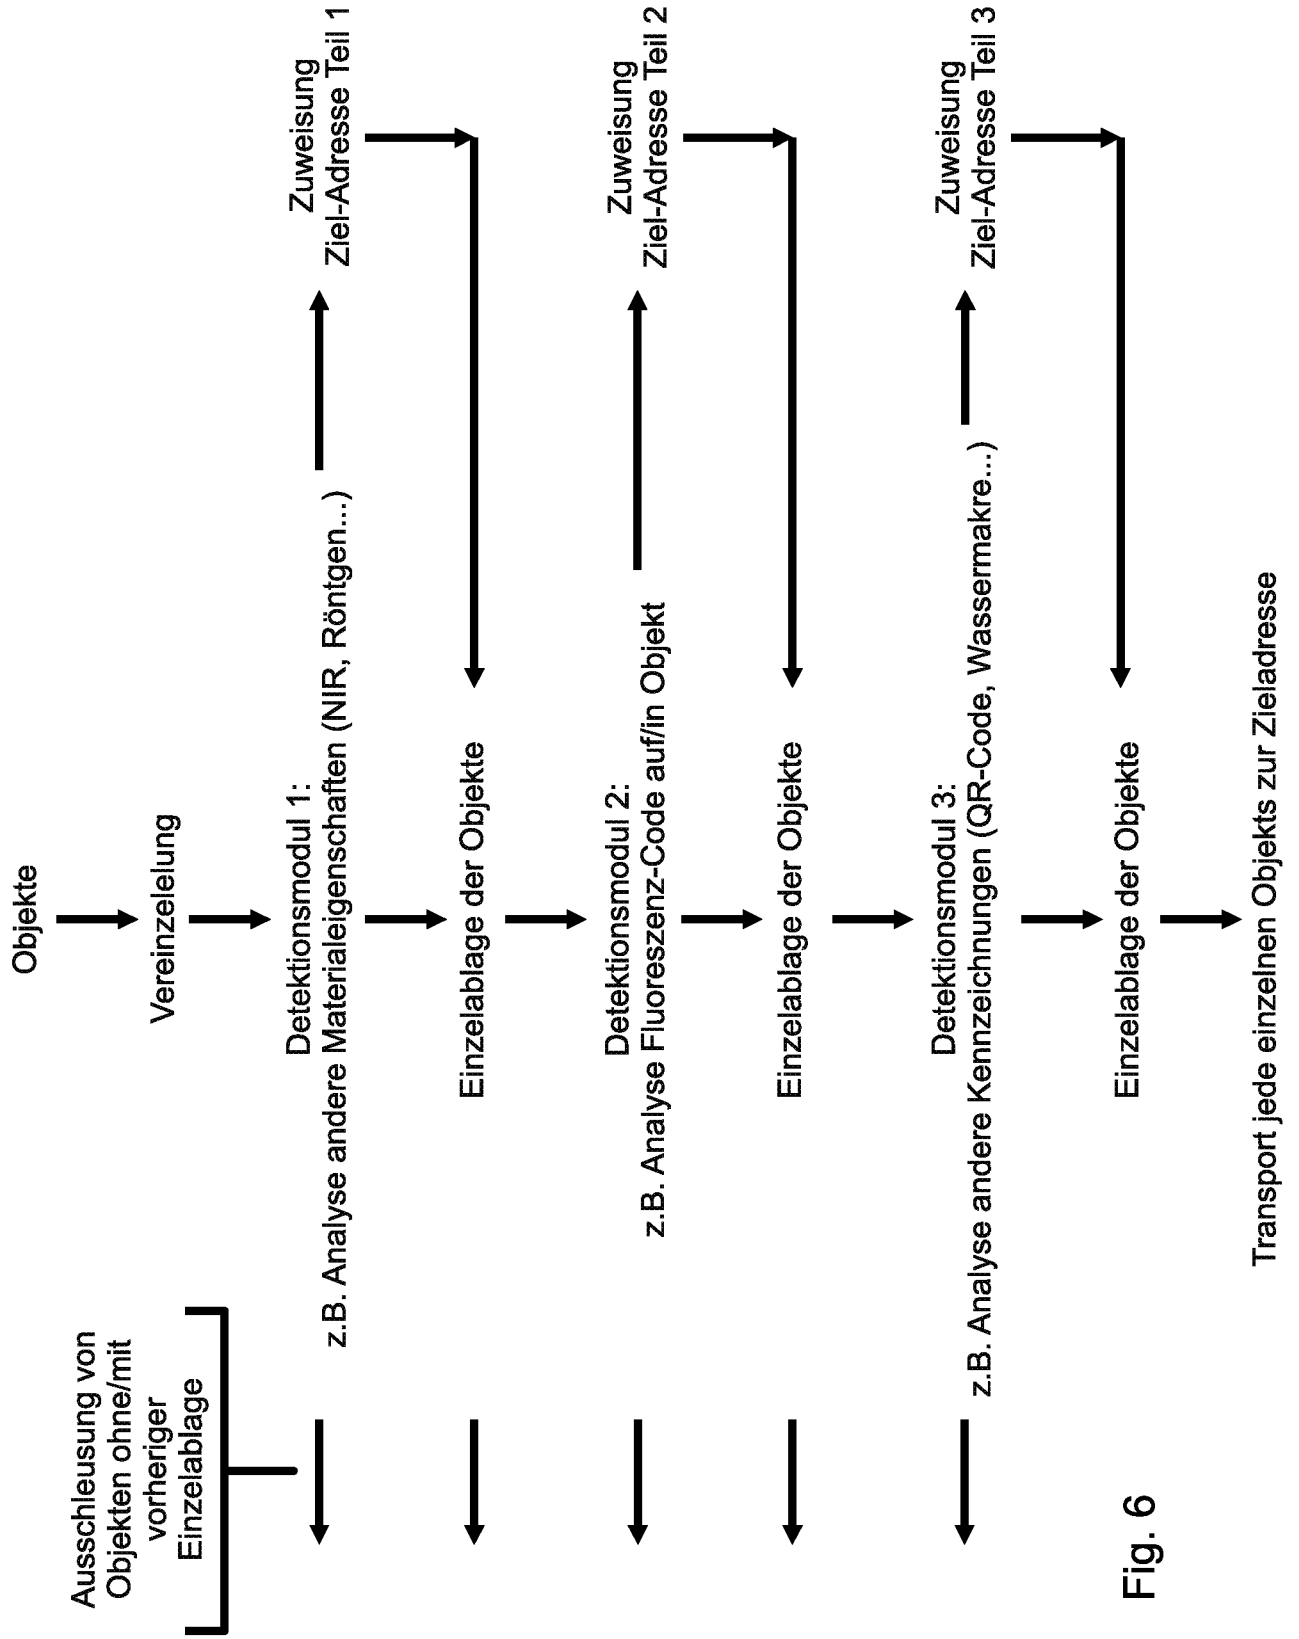 Objekte
Vereinzelelung
Ausschleusung von
Objekten ohne/mit
vorheriger
Einzelablage
Detektionsmodul 1:
z.B. Analyse andere Materialeigenschaften (NIR, Röntgen...)
Zuweisung
Ziel-Adresse Teil 1
Einzelablage der Objekte
Detektionsmodul 2:
z.B. Analyse Fluoreszenz-Code auf/in Objekt
Zuweisung
Ziel-Adresse Teil 2
Einzelablage der Objekte
Detektionsmodul 3:
z.B. Analyse andere Kennzeichnungen (QR-Code, Wassermakre...)
Zuweisung
Ziel-Adresse Teil 3
Einzelablage der Objekte
Transport jede einzelnen Objekts zur Zieladresse
Fig. 6